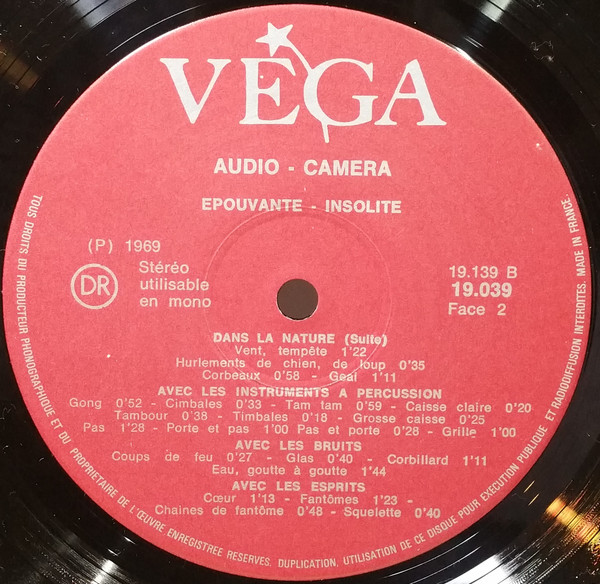 VEGA
AUDIO - CAMERA
EPOUVANTE - INSOLITE
(P) 1969
DR
Stéréo
utilisable
en mono
19.139 B
19.039
Face 2
DANS LA NATURE (Suite)
Vent, tempête 1'22
Hurlements de chien, de loup 0'35
Corbeaux 0'58 - Geai 1'11
AVEC LES INSTRUMENTS A PERCUSSION
Gong 0'52 - Cimbales 0'33 - Tam tam 0'59 - Caisse claire 0'20
Tambour 0'38 - Timbales 0'18 - Grosse caisse 0'25
Pas 1'28 - Porte et pas 1'00 Pas et porte 0'28 - Grille 1'00
AVEC LES BRUITS
Coups de feu 0'27 - Glas 0'40 - Corbillard 1'11
Eau, goutte à goutte 1'44
AVEC LES ESPRITS
Cœur 1'13 - Fantômes 1'23 -
Chaines de fantôme 0'48 - Squelette 0'40
TOUS DROITS DU PRODUCTEUR PHONOGRAPHIQUE ET DU PROPRIETAIRE DE L'ŒUVRE ENREGISTREE RESERVES. DUPLICATION, UTILISATION DE CE DISQUE POUR EXECUTION PUBLIQUE ET RADIODIFFUSION INTERDITES. MADE IN FRANCE.